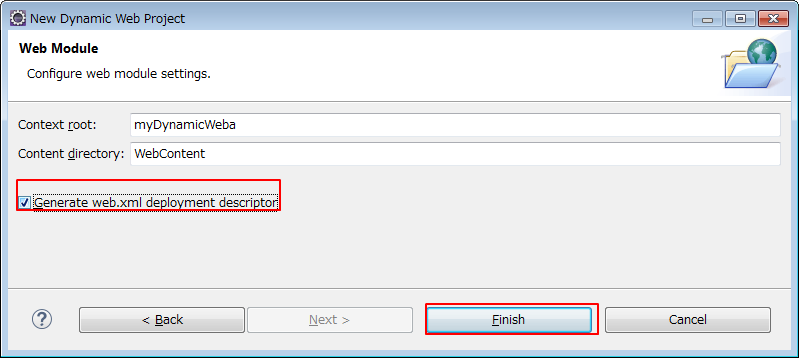 New Dynamic Web Project
Web Module
Configure web module settings.
Context root: myDynamicWeba
Content directory: WebContent
Generate web.xml deployment descriptor
? < Back Next > Finish Cancel